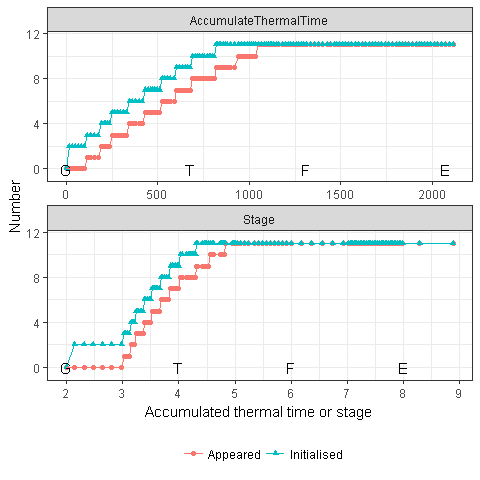 AccumulateThermalTime
12
8
4
0
G T F E
0 500 1000 1500 2000
Number
Stage
12
8
4
0
G T F E
2 3 4 5 6 7 8 9
Accumulated thermal time or stage
Appeared Initialised